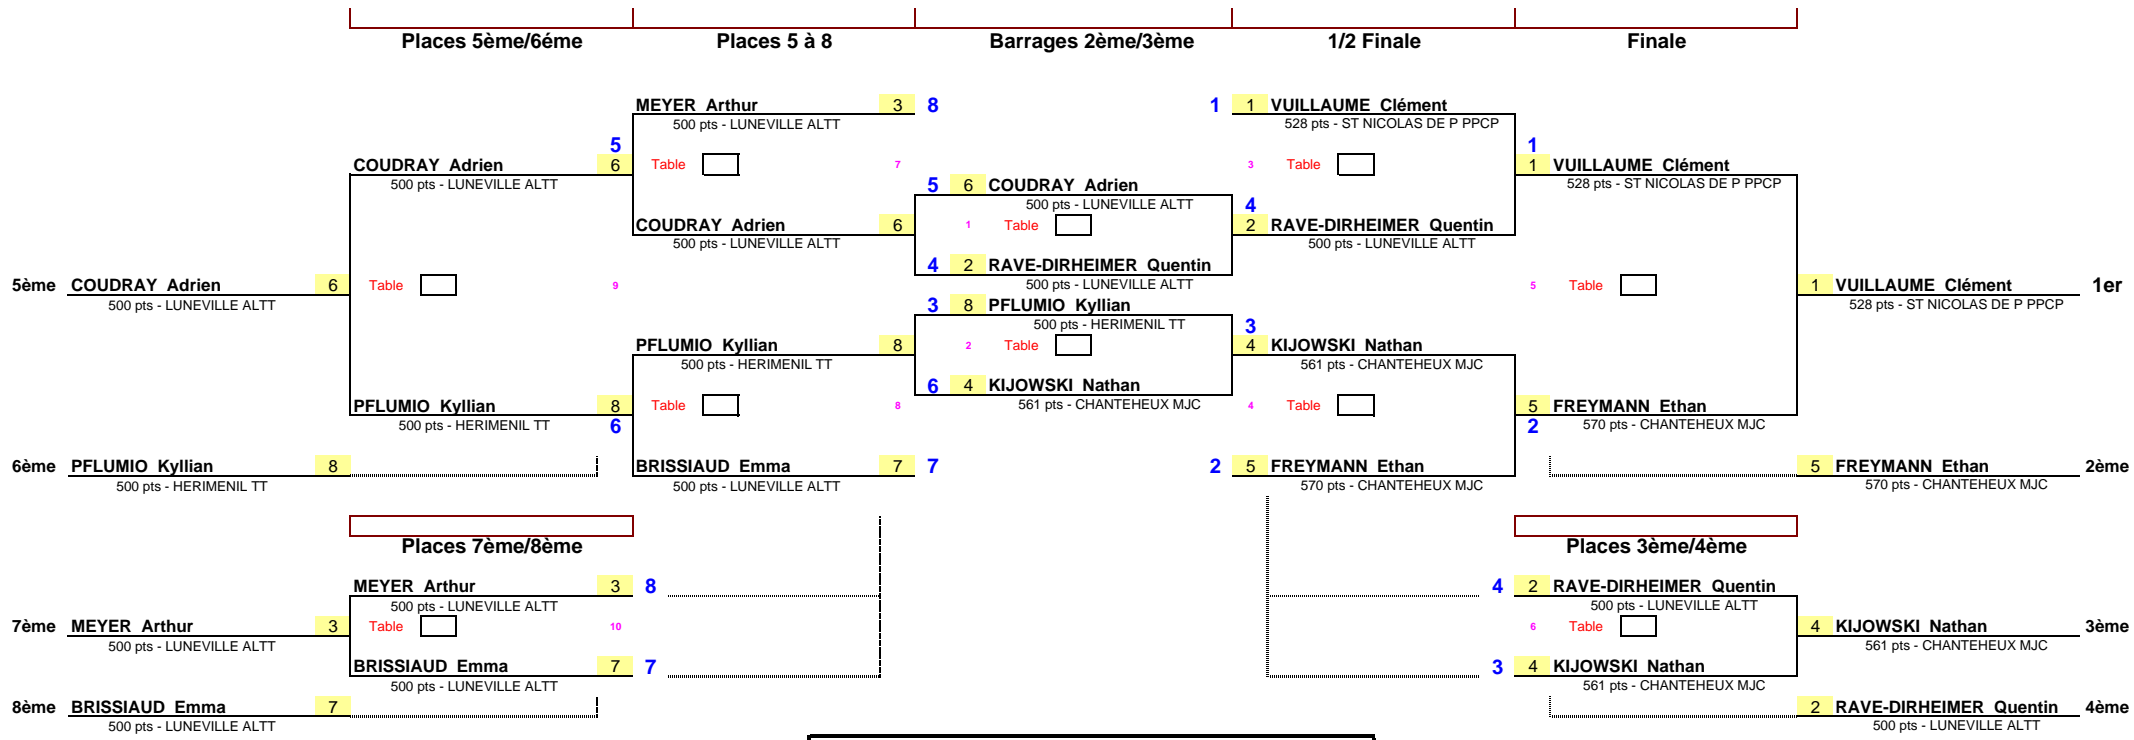 Places 5ème/6éme Places 5 à 8 Barrages 2ème/3ème 1/2 Finale Finale
MEYER Arthur 3 8 1 1 VUILLAUME Clément
500 pts - LUNEVILLE ALTT 528 pts - ST NICOLAS DE P PPCP
5 1
COUDRAY Adrien 6 Table 7 3 Table 1 VUILLAUME Clément
500 pts - LUNEVILLE ALTT 528 pts - ST NICOLAS DE P PPCP
5 6 COUDRAY Adrien
500 pts - LUNEVILLE ALTT 4
COUDRAY Adrien 6 1 Table 2 RAVE-DIRHEIMER Quentin
500 pts - LUNEVILLE ALTT 500 pts - LUNEVILLE ALTT
4 2 RAVE-DIRHEIMER Quentin
5ème COUDRAY Adrien 6 Table 9 500 pts - LUNEVILLE ALTT 5 Table 1 VUILLAUME Clément 1er
500 pts - LUNEVILLE ALTT 3 8 PFLUMIO Kyllian 528 pts - ST NICOLAS DE P PPCP
500 pts - HERIMENIL TT 3
PFLUMIO Kyllian 8 2 Table 4 KIJOWSKI Nathan
500 pts - HERIMENIL TT 561 pts - CHANTEHEUX MJC
6 4 KIJOWSKI Nathan
PFLUMIO Kyllian 8 Table 8 561 pts - CHANTEHEUX MJC 4 Table 5 FREYMANN Ethan
500 pts - HERIMENIL TT 6 2 570 pts - CHANTEHEUX MJC
6ème PFLUMIO Kyllian 8 BRISSIAUD Emma 7 7 2 5 FREYMANN Ethan 5 FREYMANN Ethan 2ème
500 pts - HERIMENIL TT 500 pts - LUNEVILLE ALTT 570 pts - CHANTEHEUX MJC 570 pts - CHANTEHEUX MJC
Places 7ème/8ème Places 3ème/4ème
MEYER Arthur 3 8 4 2 RAVE-DIRHEIMER Quentin
500 pts - LUNEVILLE ALTT 500 pts - LUNEVILLE ALTT
7ème MEYER Arthur 3 Table 10 6 Table 4 KIJOWSKI Nathan 3ème
500 pts - LUNEVILLE ALTT 561 pts - CHANTEHEUX MJC
BRISSIAUD Emma 7 7 3 4 KIJOWSKI Nathan
500 pts - LUNEVILLE ALTT 561 pts - CHANTEHEUX MJC
8ème BRISSIAUD Emma 7 2 RAVE-DIRHEIMER Quentin 4ème
500 pts - LUNEVILLE ALTT 500 pts - LUNEVILLE ALTT